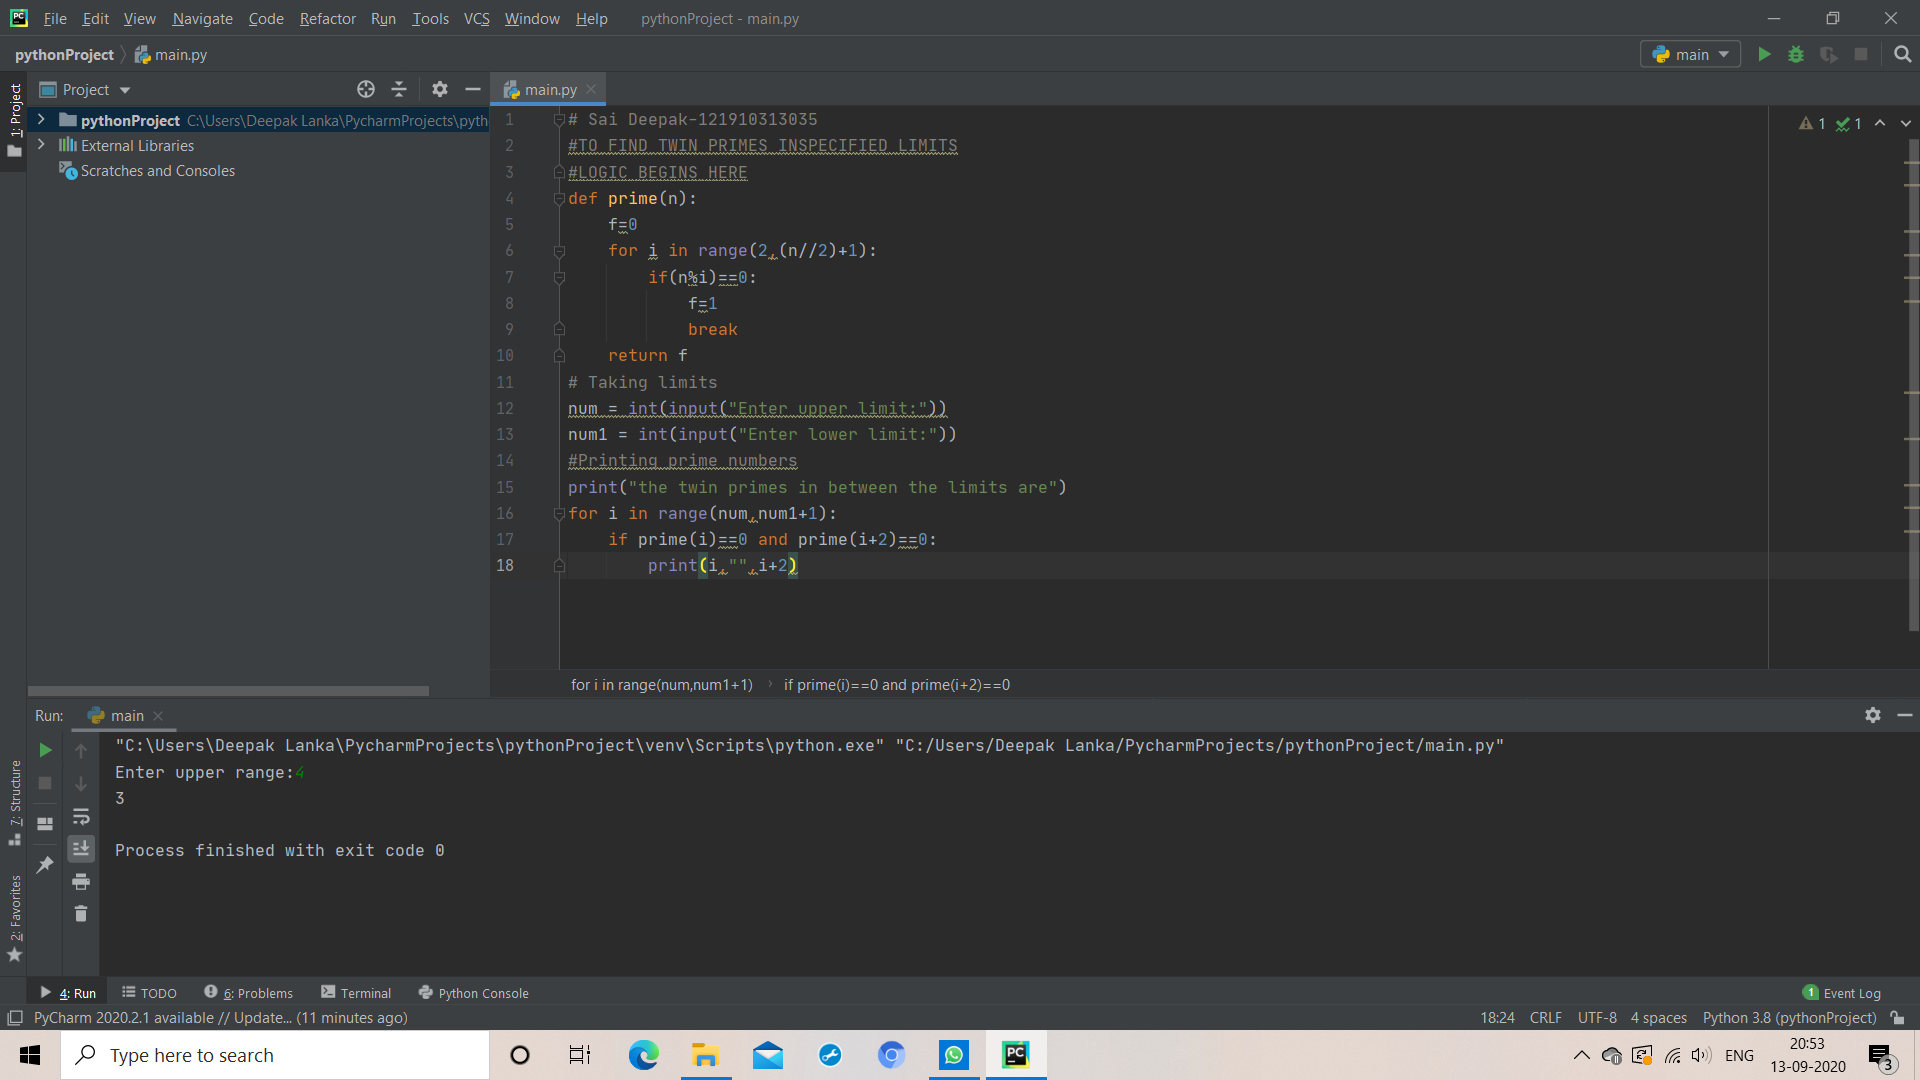 File Edit View Navigate Code Refactor Run Tools VCS Window Help pythonProject - main.py
pythonProject main.py main
1: Project
Project
main.py
pythonProject C:\Users\Deepak Lanka\PycharmProjects\pyth
External Libraries
Scratches and Consoles
1 # Sai Deepak-121910313035
2 #TO FIND TWIN PRIMES INSPECIFIED LIMITS
3 #LOGIC BEGINS HERE
4 def prime(n):
5 f=0
6 for i in range(2,(n//2)+1):
7 if(n%i)==0:
8 f=1
9 break
10 return f
11 # Taking limits
12 num = int(input("Enter upper limit:"))
13 num1 = int(input("Enter lower limit:"))
14 #Printing prime numbers
15 print("the twin primes in between the limits are")
16 for i in range(num,num1+1):
17 if prime(i)==0 and prime(i+2)==0:
18 print(i,"",i+2)
1 1
for i in range(num,num1+1) › if prime(i)==0 and prime(i+2)==0
Run: main
"C:\Users\Deepak Lanka\PycharmProjects\pythonProject\venv\Scripts\python.exe" "C:/Users/Deepak Lanka/PycharmProjects/pythonProject/main.py"
Enter upper range:4
3
Process finished with exit code 0
7: Structure
2: Favorites
4: Run TODO 6: Problems Terminal Python Console 1 Event Log
PyCharm 2020.2.1 available // Update... (11 minutes ago) 18:24 CRLF UTF-8 4 spaces Python 3.8 (pythonProject)
Type here to search PC ENG 20:53
13-09-2020 3